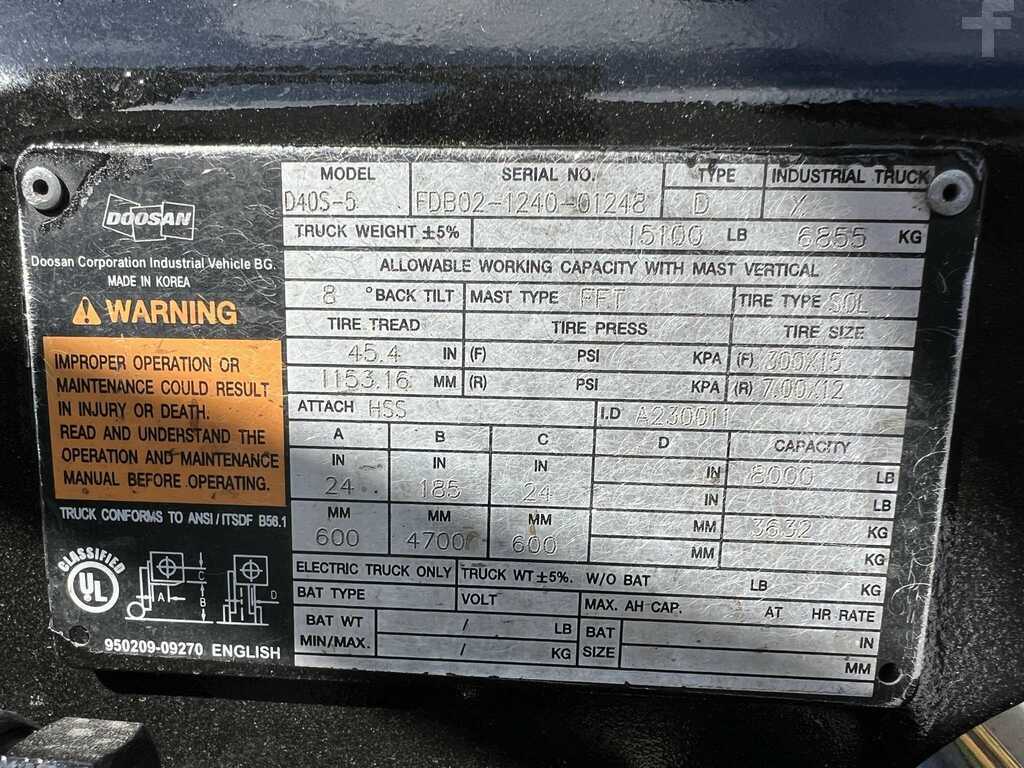 DOOSAN
Doosan Corporation Industrial Vehicle BG.
MADE IN KOREA
WARNING
IMPROPER OPERATION OR
MAINTENANCE COULD RESULT
IN INJURY OR DEATH.
READ AND UNDERSTAND THE
OPERATION AND MAINTENANCE
MANUAL BEFORE OPERATING.
TRUCK CONFORMS TO ANSI/ITSDF B56.1
CLASSIFIED
UL
A B C D
950209-09270 ENGLISH
MODEL SERIAL NO. TYPE INDUSTRIAL TRUCK
D40S-5 FDB02-1240-01248 D X
TRUCK WEIGHT ±5% 15100 LB 6855 KG
ALLOWABLE WORKING CAPACITY WITH MAST VERTICAL
8 °BACK TILT MAST TYPE FFT TIRE TYPE SOL
TIRE TREAD TIRE PRESS TIRE SIZE
45.4 IN (F) PSI KPA (F) 300X15
1153.16 MM (R) PSI KPA (R) 7.00X12
ATTACH HSS I.D A230011
A B C D CAPACITY
IN IN IN IN 8000 LB
24 185 24 IN LB
MM MM MM MM 3632 KG
600 4700 600 MM KG
ELECTRIC TRUCK ONLY TRUCK WT ±5%. W/O BAT LB KG
BAT TYPE VOLT MAX. AH CAP. AT HR RATE
BAT WT / LB BAT IN
MIN/MAX. / KG SIZE MM